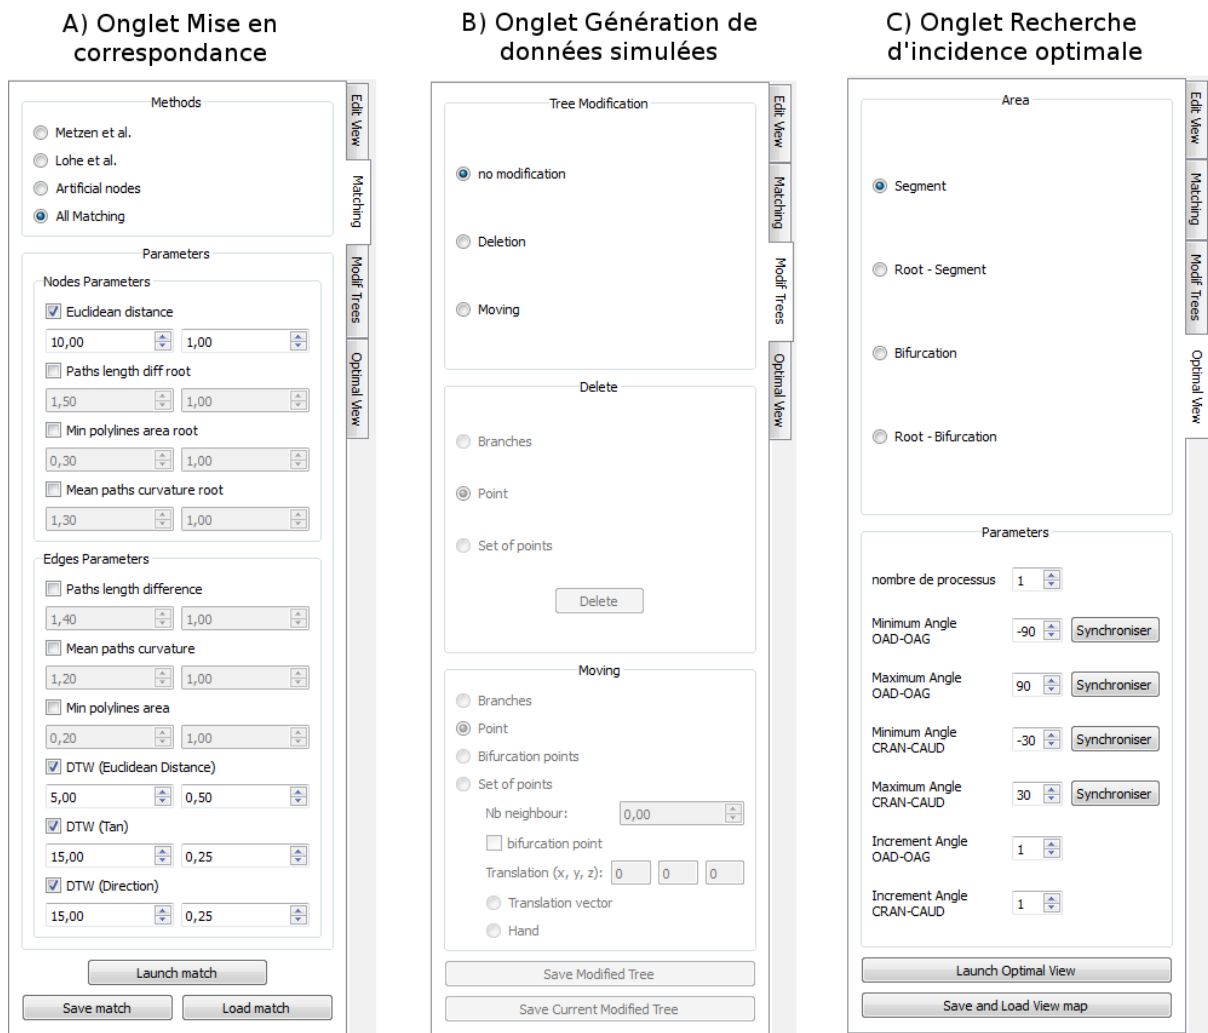 A) Onglet Mise en
correspondance
Methods
Metzen et al.
Lohe et al.
Artificial nodes
All Matching
Parameters
Nodes Parameters
Euclidean distance
10,00 1,00
Paths length diff root
1,50 1,00
Min polylines area root
0,30 1,00
Mean paths curvature root
1,30 1,00
Edges Parameters
Paths length difference
1,40 1,00
Mean paths curvature
1,20 1,00
Min polylines area
0,20 1,00
DTW (Euclidean Distance)
5,00 0,50
DTW (Tan)
15,00 0,25
DTW (Direction)
15,00 0,25
Launch match
Save match Load match
Edit View
Matching
Modif Trees
Optimal View
B) Onglet Génération de
données simulées
Tree Modification
no modification
Deletion
Moving
Delete
Branches
Point
Set of points
Delete
Moving
Branches
Point
Bifurcation points
Set of points
Nb neighbour: 0,00
bifurcation point
Translation (x, y, z): 0 0 0
Translation vector
Hand
Save Modified Tree
Save Current Modified Tree
Edit View
Matching
Modif Trees
Optimal View
C) Onglet Recherche
d'incidence optimale
Area
Segment
Root - Segment
Bifurcation
Root - Bifurcation
Parameters
nombre de processus 1
Minimum Angle
OAD-OAG -90 Synchroniser
Maximum Angle
OAD-OAG 90 Synchroniser
Minimum Angle
CRAN-CAUD -30 Synchroniser
Maximum Angle
CRAN-CAUD 30 Synchroniser
Increment Angle
OAD-OAG 1
Increment Angle
CRAN-CAUD 1
Launch Optimal View
Save and Load View map
Edit View
Matching
Modif Trees
Optimal View